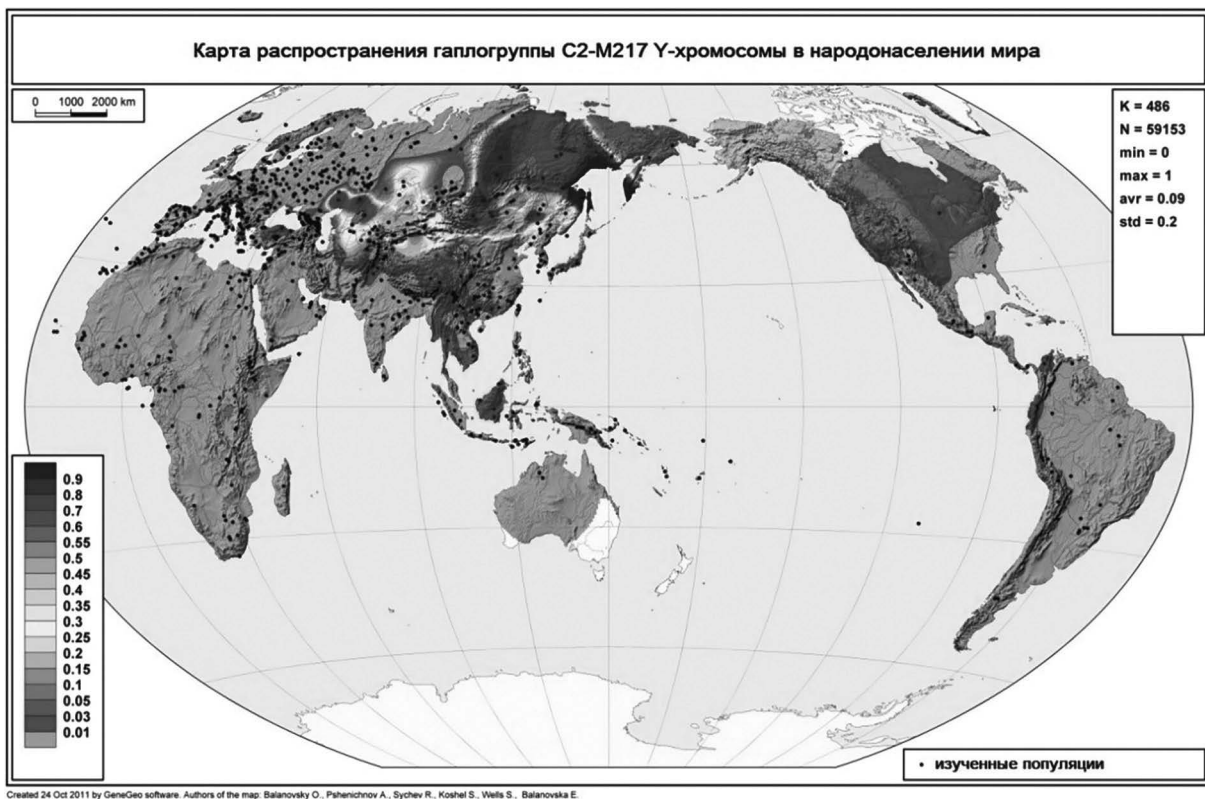 Карта распространения гаплогруппы C2-M217 Y-хромосомы в народонаселении мира
0 1000 2000 km
K = 486
N = 59153
min = 0
max = 1
avr = 0.09
std = 0.2
0.9
0.8
0.7
0.6
0.55
0.5
0.45
0.4
0.35
0.3
0.25
0.2
0.15
0.1
0.05
0.03
0.01
• изученные популяции
Created 24 Oct 2011 by GeneGeo software. Authors of the map: Balanovsky O., Pshenichnov A., Sychev R., Koshel S., Wells S., Balanovska E.